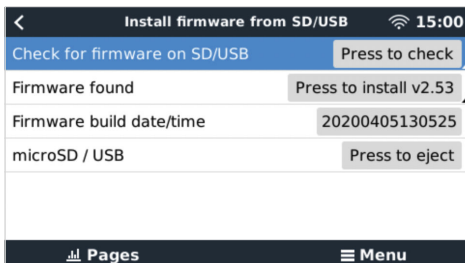 Install firmware from SD/USB 15:00
Check for firmware on SD/USB Press to check
Firmware found Press to install v2.53
Firmware build date/time 20200405130525
microSD / USB Press to eject
Pages Menu